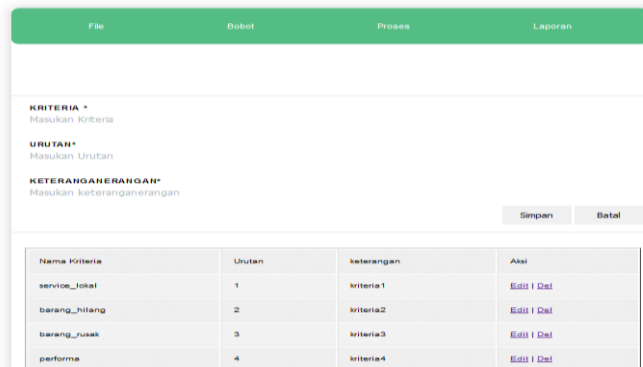 File Bobot Proses Laporan
KRITERIA *
Masukan Kriteria
URUTAN*
Masukan Urutan
KETERANGANERANGAN*
Masukan keteranganerangan
Simpan Batal
Nama Kriteria Urutan keterangan Aksi
service_lokal 1 kriteria1 Edit | Del
barang_hilang 2 kriteria2 Edit | Del
barang_rusak 3 kriteria3 Edit | Del
performa 4 kriteria4 Edit | Del